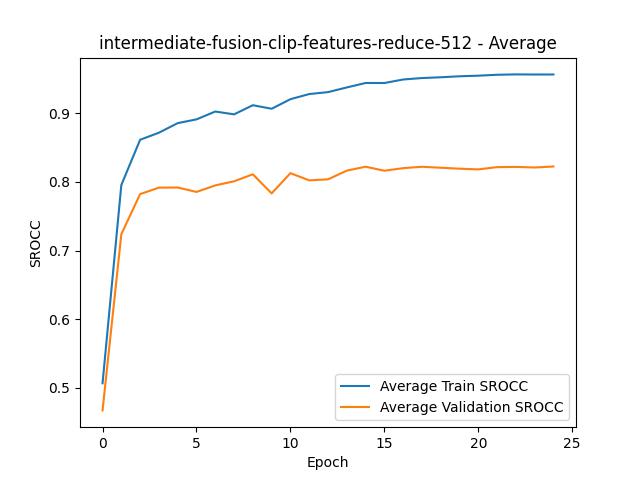 intermediate-fusion-clip-features-reduce-512 - Average
SROCC
0.9
0.8
0.7
0.6
0.5
0
5
10
15
20
25
Epoch
Average Train SROCC
Average Validation SROCC